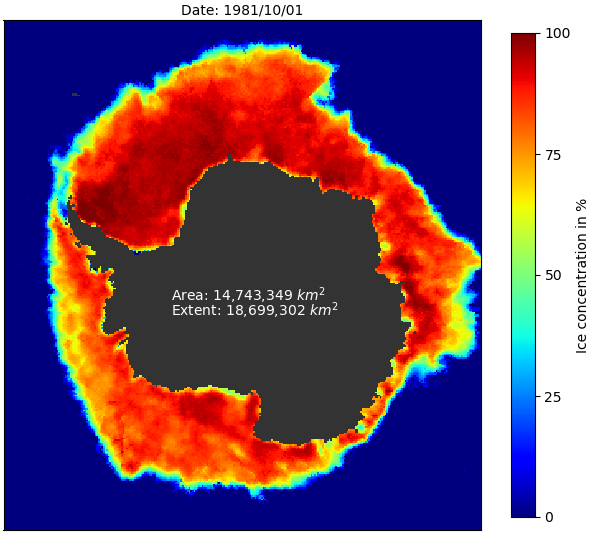 Date: 1981/10/01
Area: 14,743,349 km²
Extent: 18,699,302 km²
100
75
50
25
0
Ice concentration in %